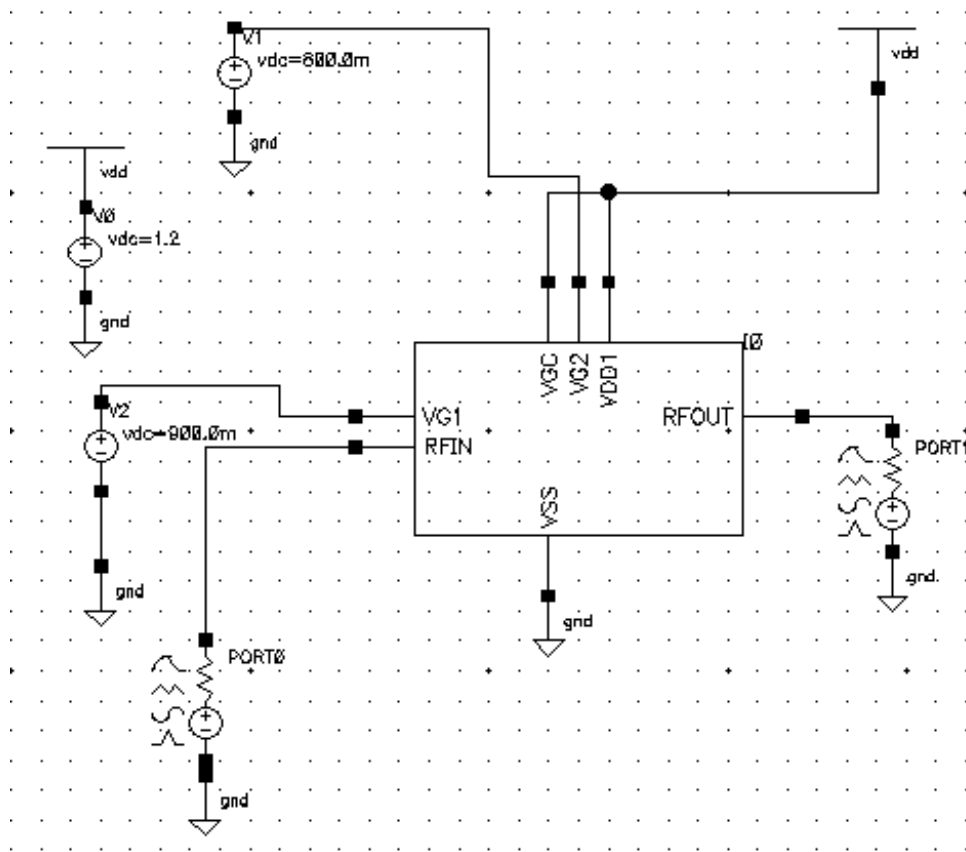 V1
vdc=600.0m
gnd
vdd
vdd
V0
vdc=1.2
gnd
I0
VGC
VG2
VDD1
V2
vdc=900.0m
gnd
VG1
RFIN
RFOUT
VSS
gnd
PORT1
gnd
PORT0
gnd